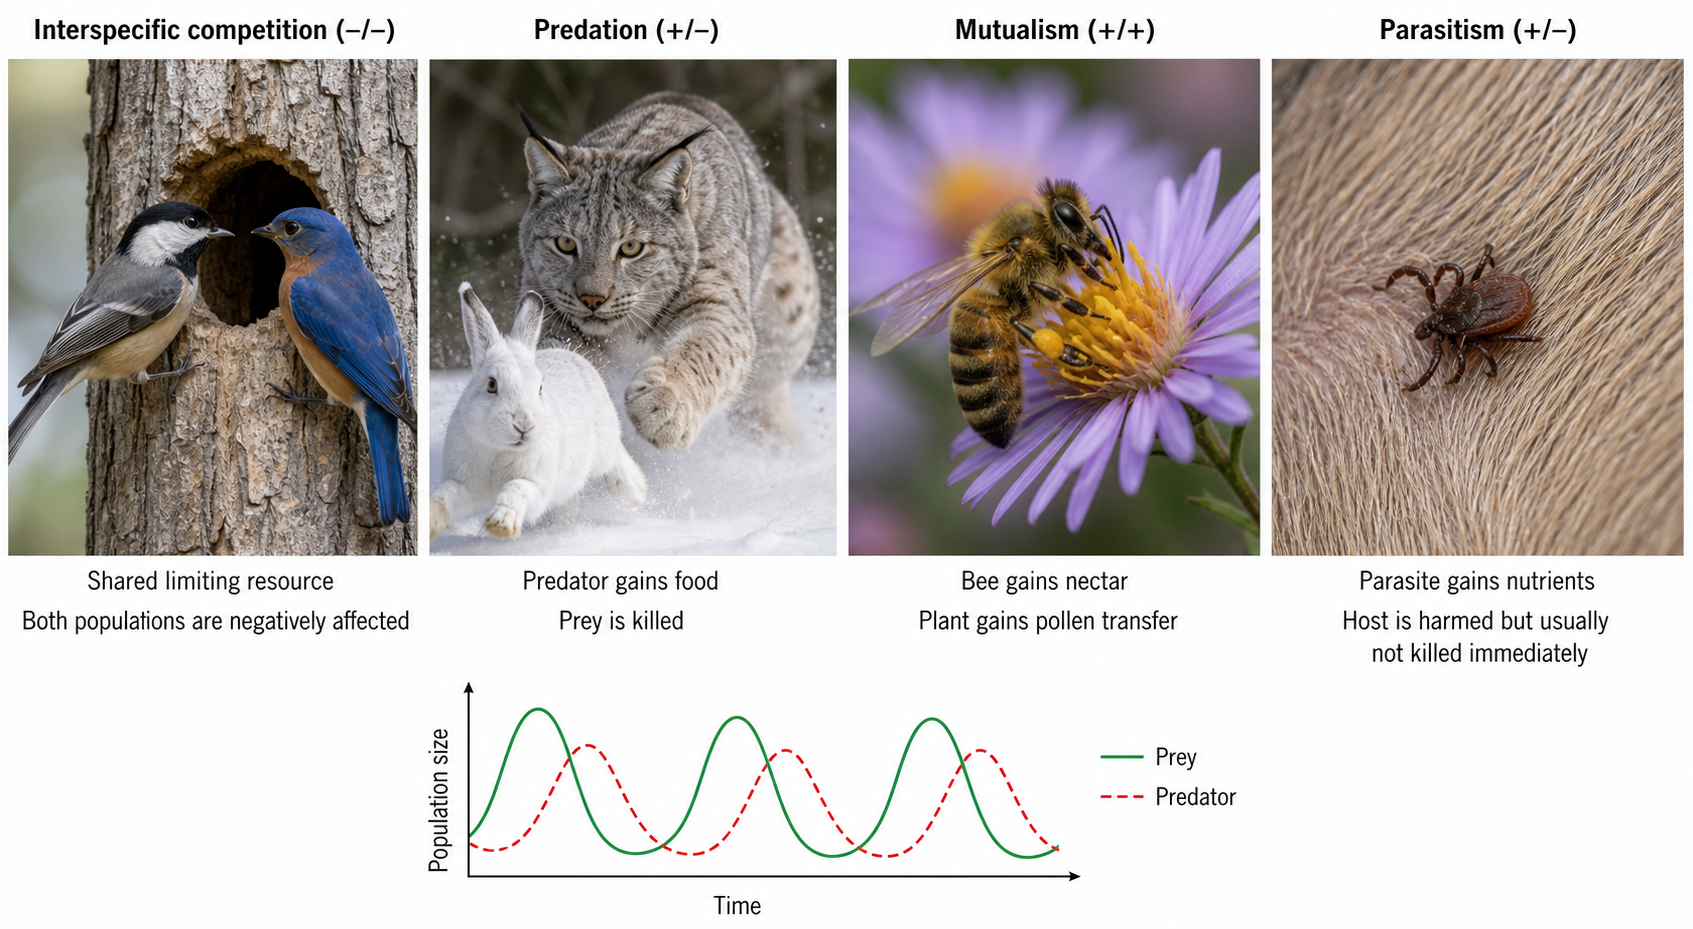 Interspecific competition (–/–)
Predation (+/–)
Mutualism (+/+)
Parasitism (+/–)
Shared limiting resource
Both populations are negatively affected
Predator gains food
Prey is killed
Bee gains nectar
Plant gains pollen transfer
Parasite gains nutrients
Host is harmed but usually
not killed immediately
Population size
Time
Prey
Predator